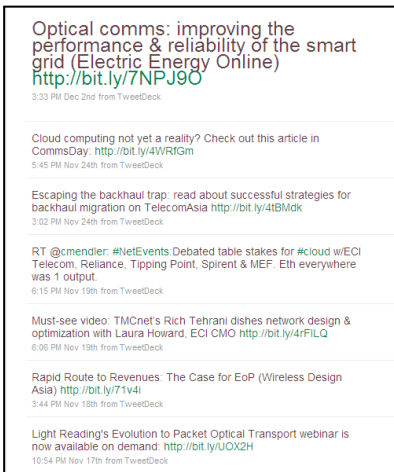 Optical comms: improving the
performance & reliability of the smart
grid (Electric Energy Online)
http://bit.ly/7NPJ9O
3:33 PM Dec 2nd from TweetDeck
Cloud computing not yet a reality? Check out this article in
CommsDay: http://bit.ly/4WRfGm
5:45 PM Nov 24th from TweetDeck
Escaping the backhaul trap: read about successful strategies for
backhaul migration on TelecomAsia http://bit.ly/4tBMdk
3:02 PM Nov 24th from TweetDeck
RT @cmendler: #NetEvents:Debated table stakes for #cloud w/ECI
Telecom, Reliance, Tipping Point, Spirent & MEF. Eth everywhere
was 1 output.
6:15 PM Nov 19th from TweetDeck
Must-see video: TMCnet's Rich Tehrani dishes network design &
optimization with Laura Howard, ECI CMO http://bit.ly/4rFILQ
6:06 PM Nov 19th from TweetDeck
Rapid Route to Revenues: The Case for EoP (Wireless Design
Asia) http://bit.ly/71v4i
3:44 PM Nov 18th from TweetDeck
Light Reading's Evolution to Packet Optical Transport webinar is
now available on demand: http://bit.ly/UOX2H
10:54 PM Nov 17th from TweetDeck